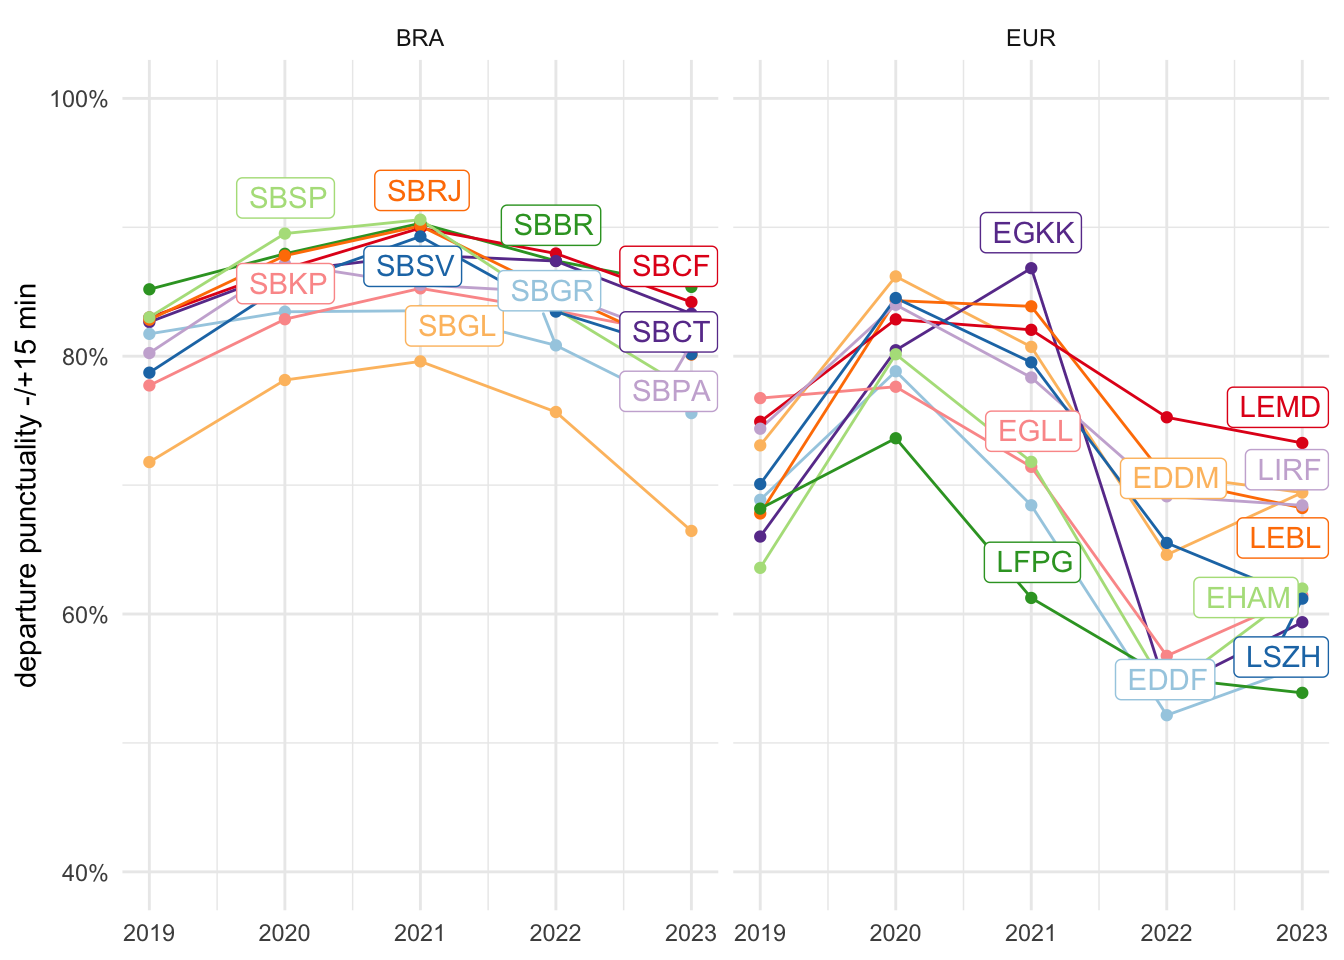 BRA
EUR
departure punctuality -/+15 min
100%
80%
60%
40%
SBSP
SBRJ
SBBR
SBCF
SBSV
SBKP
SBGR
SBGL
SBCT
SBPA
EGKK
LEMD
EGLL
LIRF
EDDM
LEBL
LFPG
EHAM
LSZH
EDDF
2019
2020
2021
2022
2023
2019
2020
2021
2022
2023